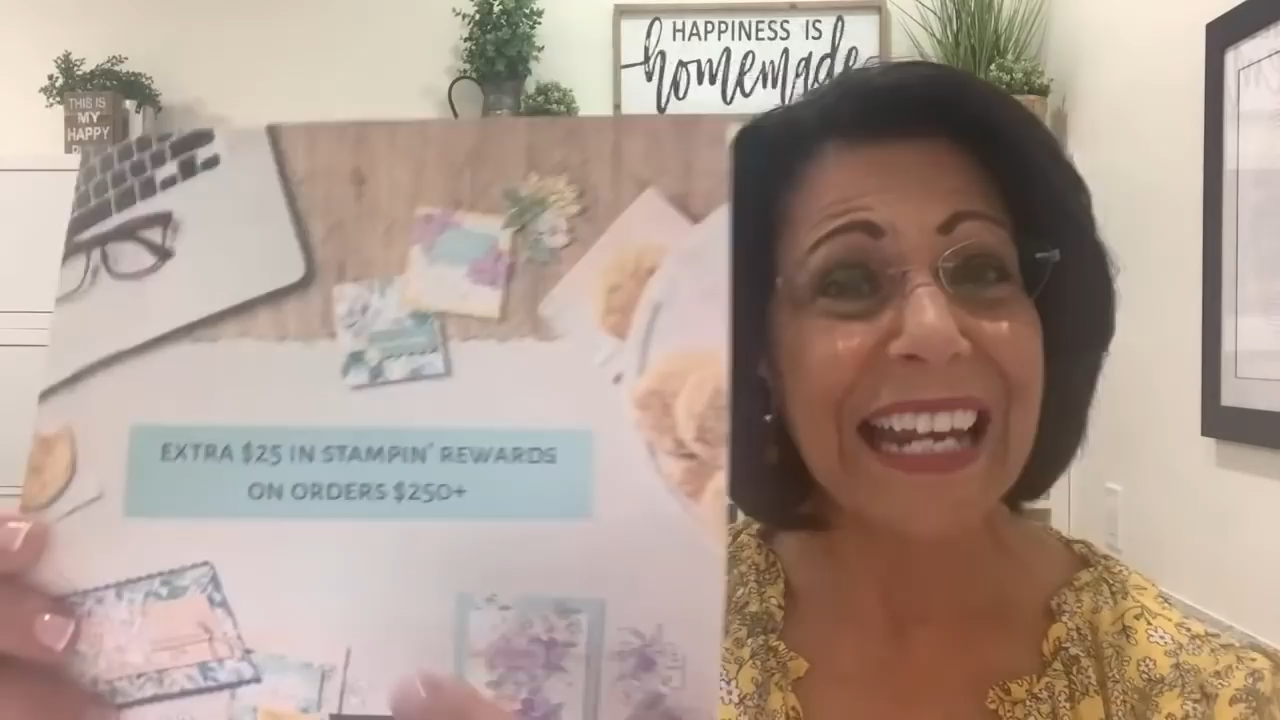 HAPPINESS IS
homemade
THIS IS
MY
HAPPY
EXTRA $25 IN STAMPIN' REWARDS
ON ORDERS $250+